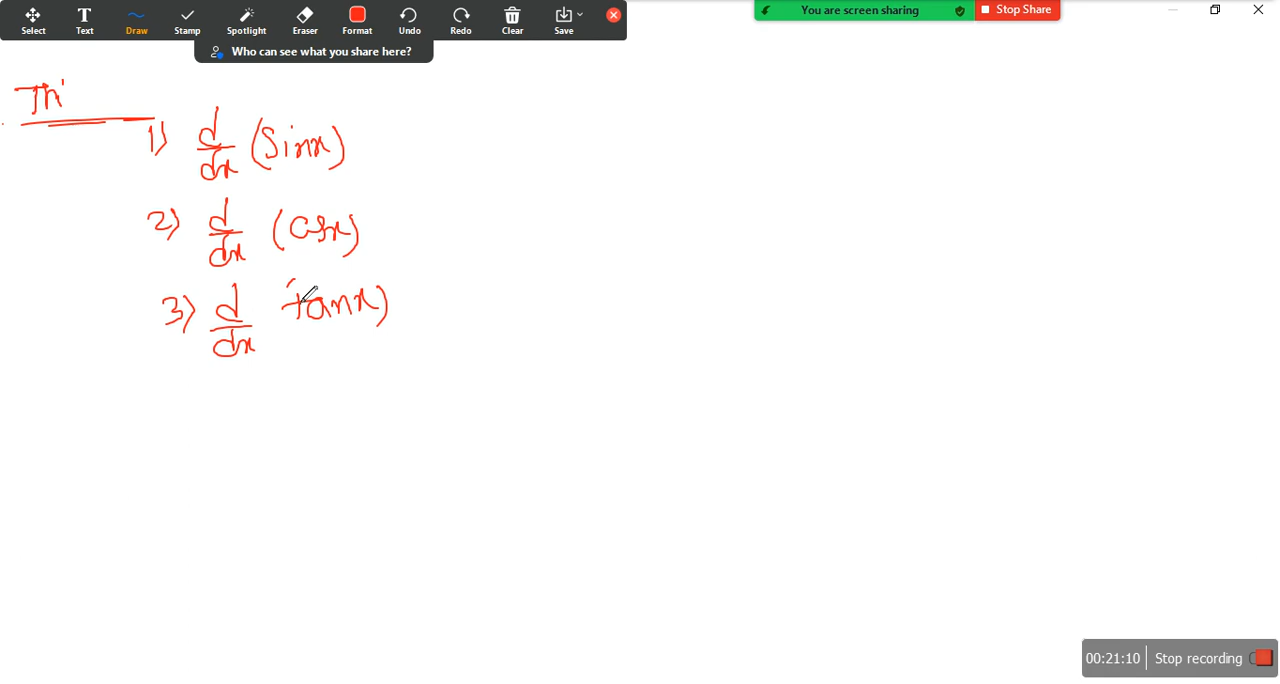 Select Text Draw Stamp Spotlight Eraser Format Undo Redo Clear Save
You are screen sharing Stop Share
Who can see what you share here?
Tri
1) d/dx (Sinx)
2) d/dx (Cosx)
3) d/dx tanx)
00:21:10 Stop recording